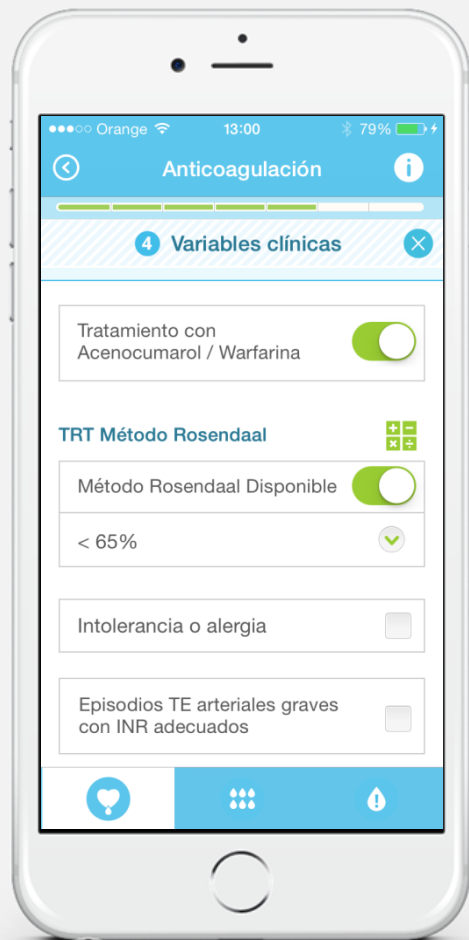 Orange 13:00 79%
Anticoagulación
i
4 Variables clínicas
Tratamiento con
Acenocumarol / Warfarina
TRT Método Rosendaal
Método Rosendaal Disponible
< 65%
Intolerancia o alergia
Episodios TE arteriales graves
con INR adecuados